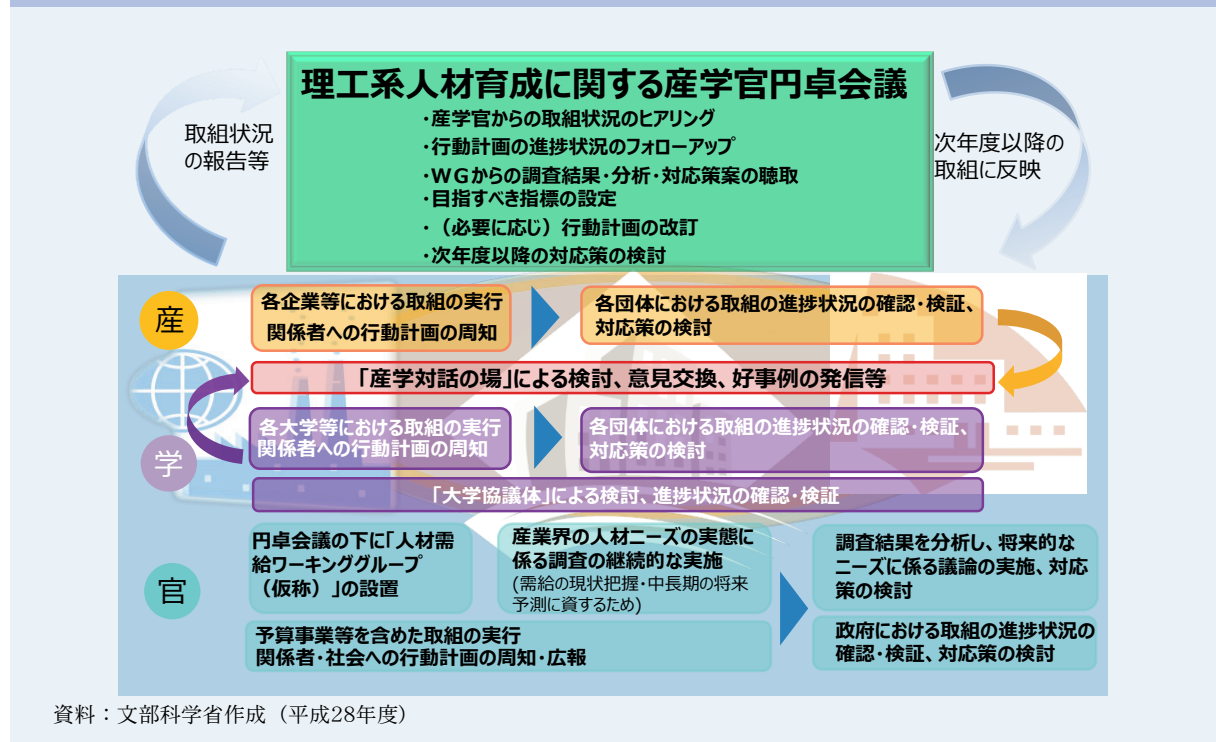 理工系人材育成に関する産学官円卓会議
・産学官からの取組状況のヒアリング
・行動計画の進捗状況のフォローアップ
・ＷＧからの調査結果・分析・対応策案の聴取
・目指すべき指標の設定
・（必要に応じ）行動計画の改訂
・次年度以降の対応策の検討
取組状況
の報告等
次年度以降の
取組に反映
産
各企業等における取組の実行
関係者への行動計画の周知
各団体における取組の進捗状況の確認・検証、
対応策の検討
「産学対話の場」による検討、意見交換、好事例の発信等
学
各大学等における取組の実行
関係者への行動計画の周知
各団体における取組の進捗状況の確認・検証、
対応策の検討
「大学協議体」による検討、進捗状況の確認・検証
官
円卓会議の下に「人材需
給ワーキンググループ
（仮称）」の設置
産業界の人材ニーズの実態に
係る調査の継続的な実施
(需給の現状把握・中長期の将来
予測に資するため)
調査結果を分析し、将来的な
ニーズに係る議論の実施、対応
策の検討
予算事業等を含めた取組の実行
関係者・社会への行動計画の周知・広報
政府における取組の進捗状況の
確認・検証、対応策の検討
資料：文部科学省作成（平成28年度）